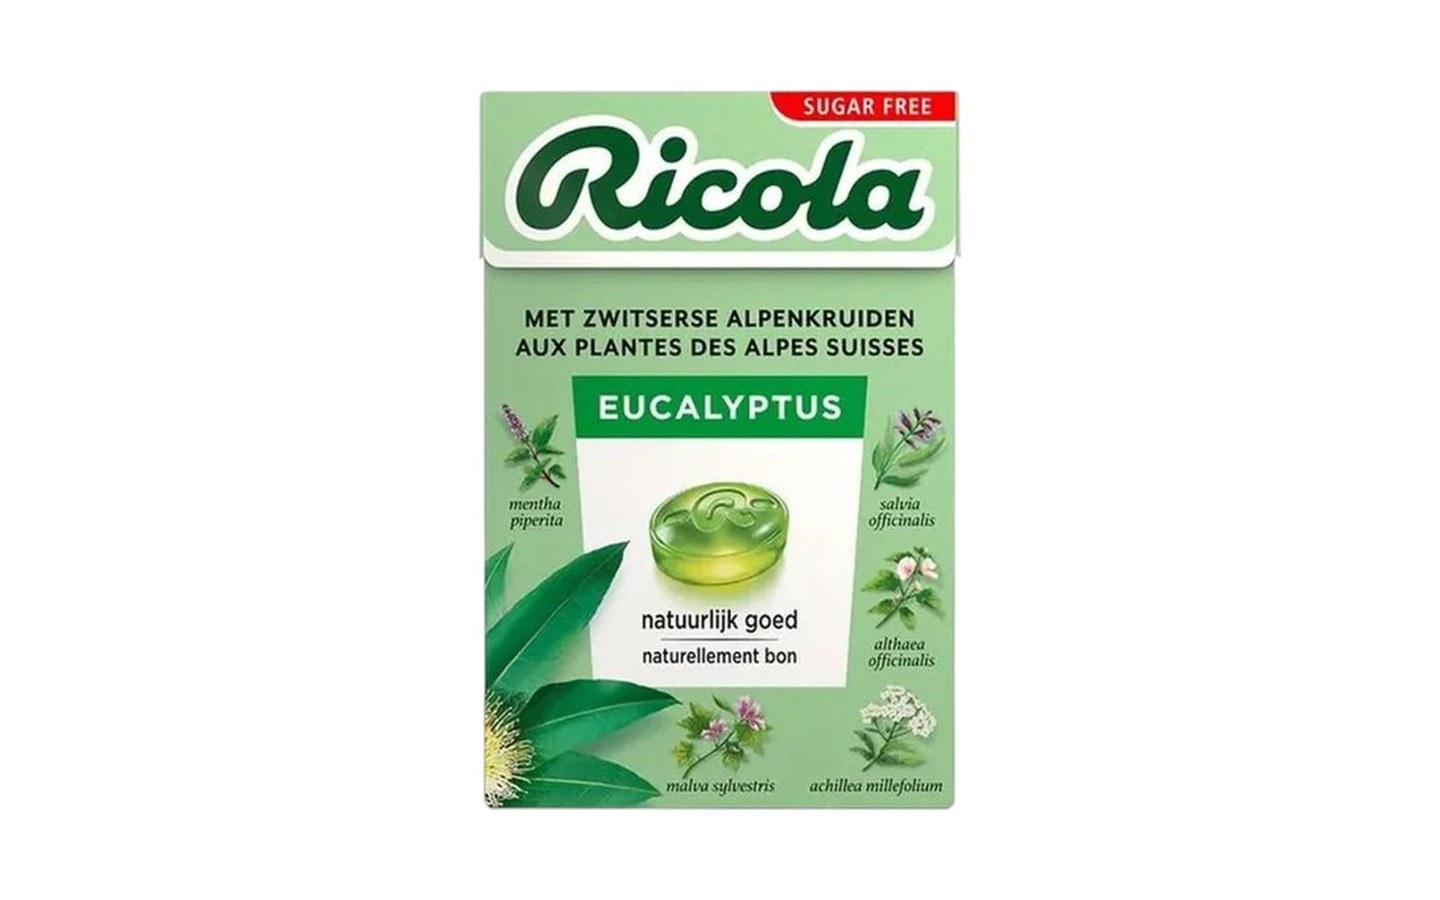 SUGAR FREE
Ricola
MET ZWITSERSE ALPENKRUIDEN
AUX PLANTES DES ALPES SUISSES
EUCALYPTUS
mentha
piperita
salvia
officinalis
natuurlijk goed
naturellement bon
althaea
officinalis
malva sylvestris
achillea millefolium